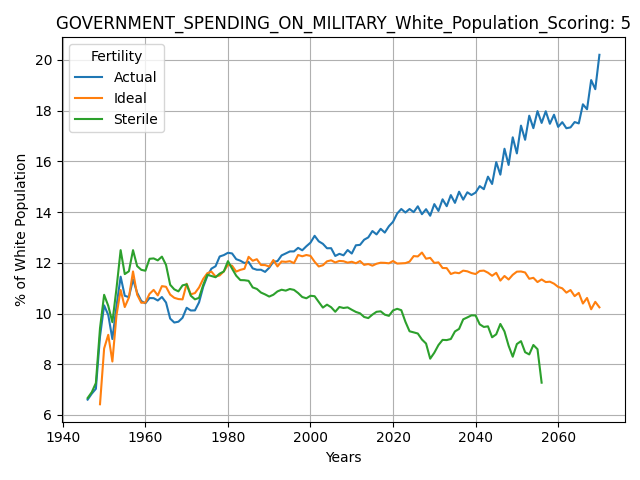 GOVERNMENT_SPENDING_ON_MILITARY_White_Population_Scoring: 5
Fertility
Actual
Ideal
Sterile
% of White Population
20
18
16
14
12
10
8
6
1940
1960
1980
2000
2020
2040
2060
Years